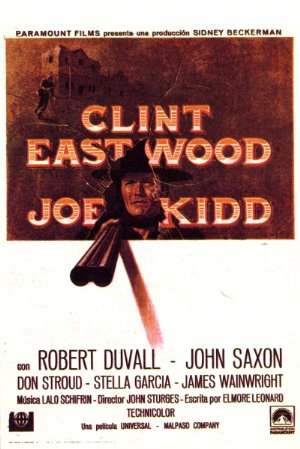 PARAMOUNT FILMS presenta una producción SIDNEY BECKERMAN
CLINT
EASTWOOD
JOE KIDD
con ROBERT DUVALL - JOHN SAXON
DON STROUD - STELLA GARCIA - JAMES WAINWRIGHT
Música LALO SCHIFRIN - Director JOHN STURGES - Escrita por ELMORE LEONARD
TECHNICOLOR
Una película UNIVERSAL - MALPASO COMPANY